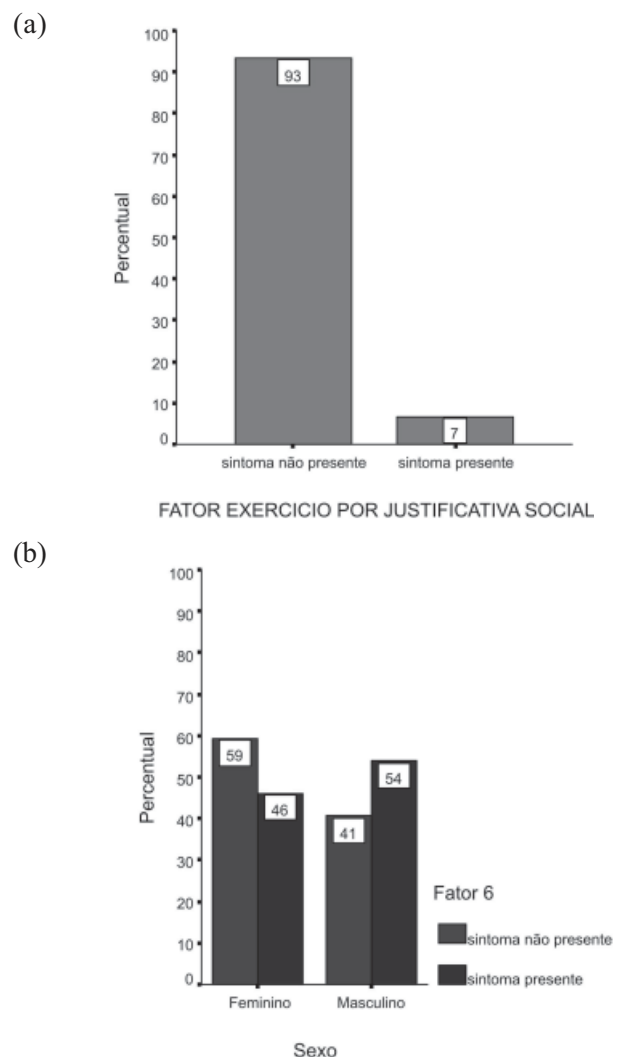 (a)
100
90
80
70
60
50
40
30
20
10
0
Percentual
93
7
sintoma não presente
sintoma presente
FATOR EXERCICIO POR JUSTIFICATIVA SOCIAL
(b)
100
90
80
70
60
50
40
30
20
10
0
Percentual
59
46
41
54
Feminino
Masculino
Sexo
Fator 6
sintoma não presente
sintoma presente